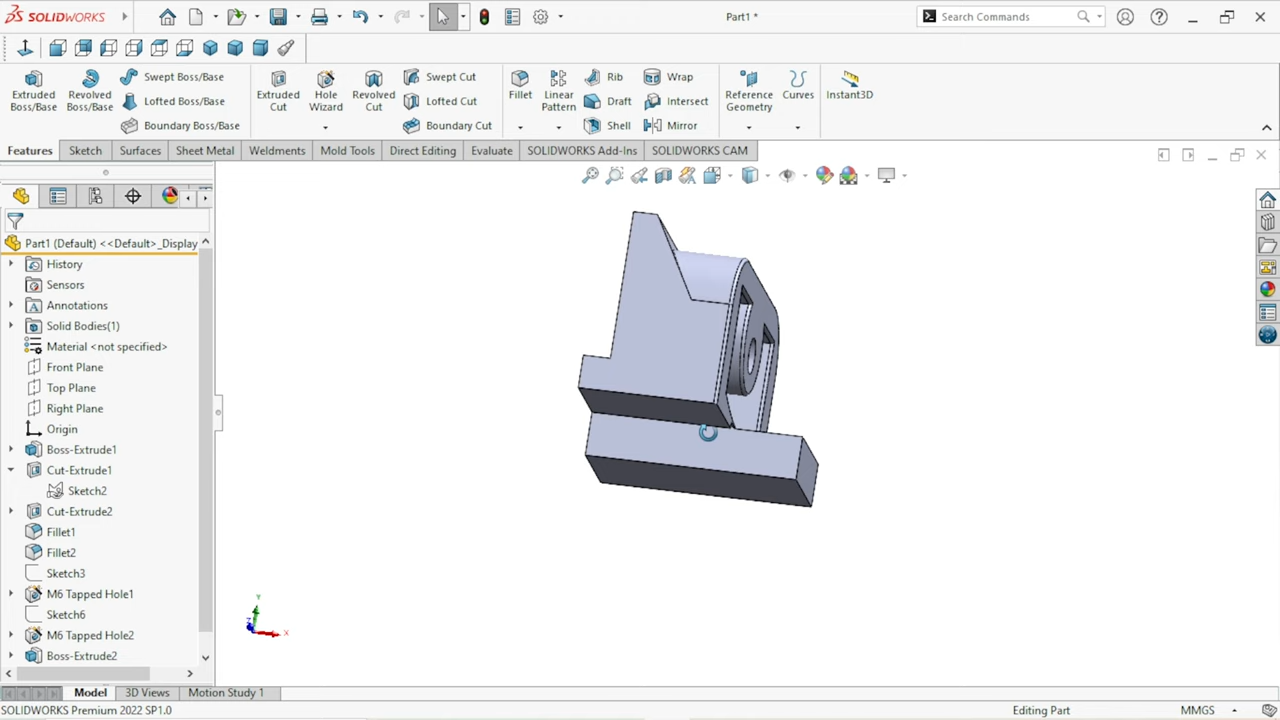 SOLIDWORKS
Part1 *
Search Commands
Extruded Boss/Base
Revolved Boss/Base
Swept Boss/Base
Lofted Boss/Base
Boundary Boss/Base
Extruded Cut
Hole Wizard
Revolved Cut
Swept Cut
Lofted Cut
Boundary Cut
Fillet
Linear Pattern
Rib
Draft
Shell
Wrap
Intersect
Mirror
Reference Geometry
Curves
Instant3D
Features
Sketch
Surfaces
Sheet Metal
Weldments
Mold Tools
Direct Editing
Evaluate
SOLIDWORKS Add-Ins
SOLIDWORKS CAM
Part1 (Default) <<Default>_Display
History
Sensors
Annotations
Solid Bodies(1)
Material <not specified>
Front Plane
Top Plane
Right Plane
Origin
Boss-Extrude1
Cut-Extrude1
Sketch2
Cut-Extrude2
Fillet1
Fillet2
Sketch3
M6 Tapped Hole1
Sketch6
M6 Tapped Hole2
Boss-Extrude2
Y
Z
X
Model
3D Views
Motion Study 1
SOLIDWORKS Premium 2022 SP1.0
Editing Part
MMGS